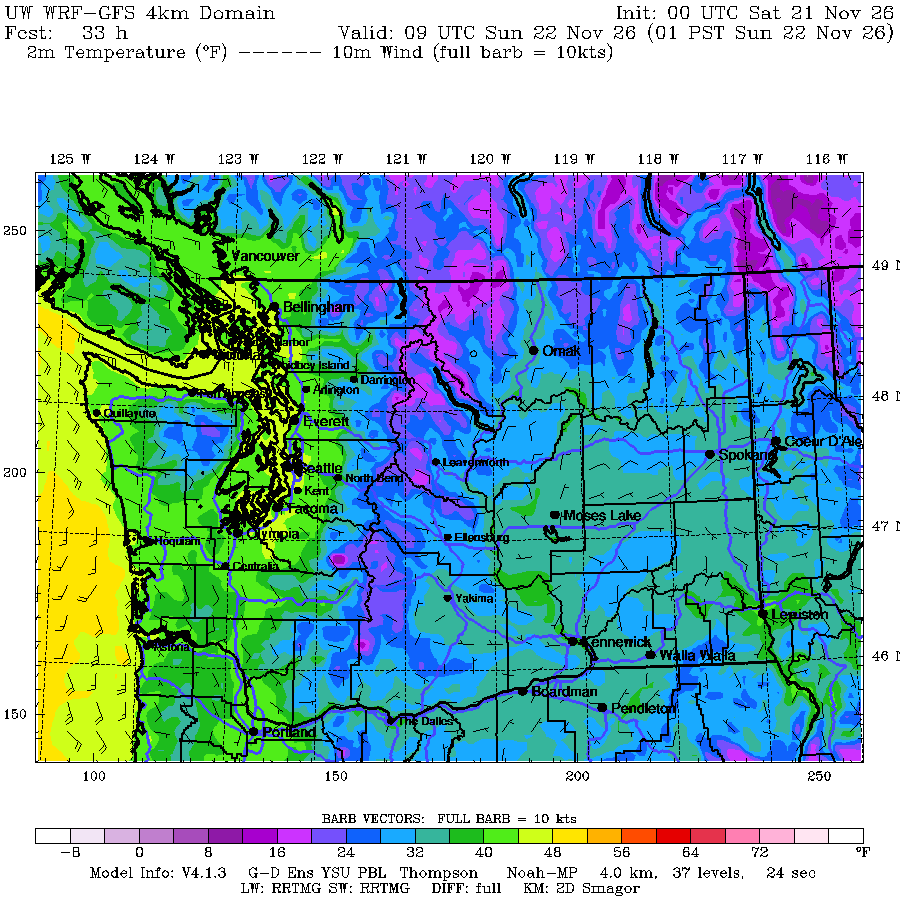 UW WRF-GFS 4km Domain Init: 00 UTC Sat 21 Nov 26
Fcst: 33 h Valid: 09 UTC Sun 22 Nov 26 (01 PST Sun 22 Nov 26)
2m Temperature (°F) ------ 10m Wind (full barb = 10kts)
125 W 124 W 123 W 122 W 121 W 120 W 119 W 118 W 117 W 116 W
250
Vancouver
49 N
Bellingham
Harbor
Omak
Whidbey Island
Darrington
Arlington
Port Angeles
48 N
Quillayute
Everett
Coeur D'Ale
Spokane
Leavenworth
200
Seattle
North Bend
Kent
Tacoma
Moses Lake
47 N
Olympia
Hoquiam
Ellensburg
Centralia
Yakima
Lewiston
Kennewick
Astoria
Walla Walla
46 N
Boardman
Pendleton
150
The Dalles
Portland
100 150 200 250
BARB VECTORS: FULL BARB = 10 kts
-8 0 8 16 24 32 40 48 56 64 72 °F
Model Info: V4.1.3 G-D Ens YSU PBL Thompson Noah-MP 4.0 km, 37 levels, 24 sec
LW: RRTMG SW: RRTMG DIFF: full KM: 2D Smagor